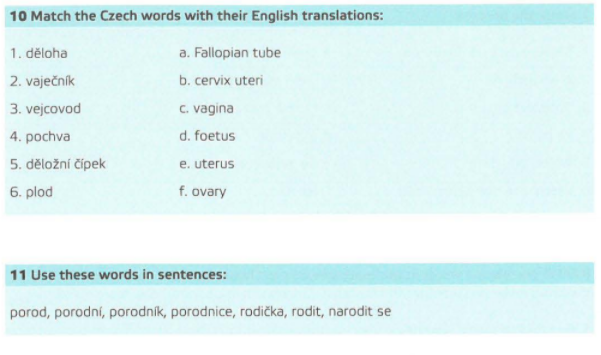 10 Match the Czech words with their English translations:
1. děloha a. Fallopian tube
2. vaječník b. cervix uteri
3. vejcovod c. vagina
4. pochva d. foetus
5. děložní čípek e. uterus
6. plod f. ovary
11 Use these words in sentences:
porod, porodní, porodník, porodnice, rodička, rodit, narodit se